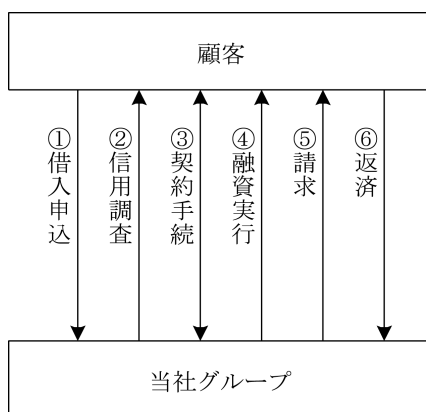 顧客
①借入申込
②信用調査
③契約手続
④融資実行
⑤請求
⑥返済
当社グループ